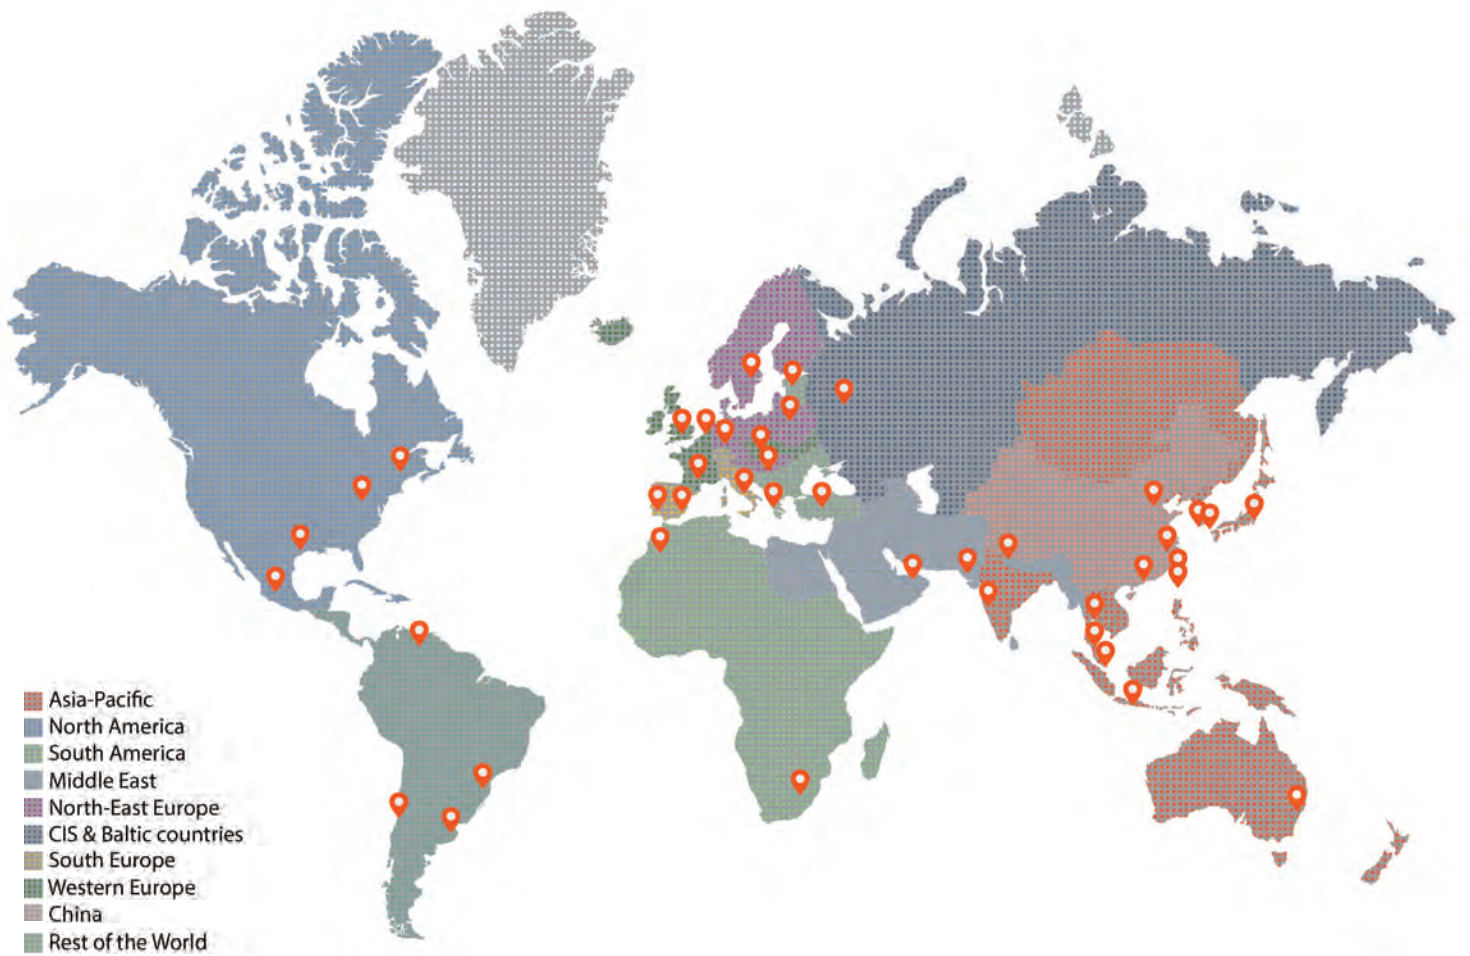 Asia-Pacific
North America
South America
Middle East
North-East Europe
CIS & Baltic countries
South Europe
Western Europe
China
Rest of the World